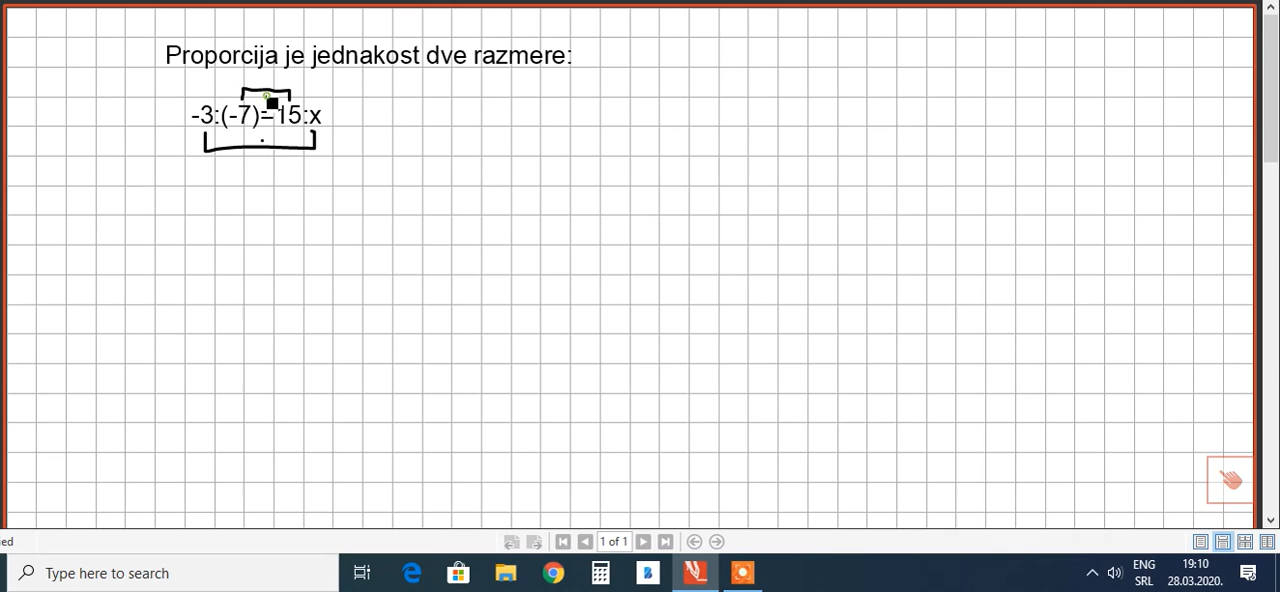 Proporcija je jednakost dve razmere:
-3:(-7)=15:x
ied
1 of 1
Type here to search
ENG
SRL
19:10
28.03.2020.